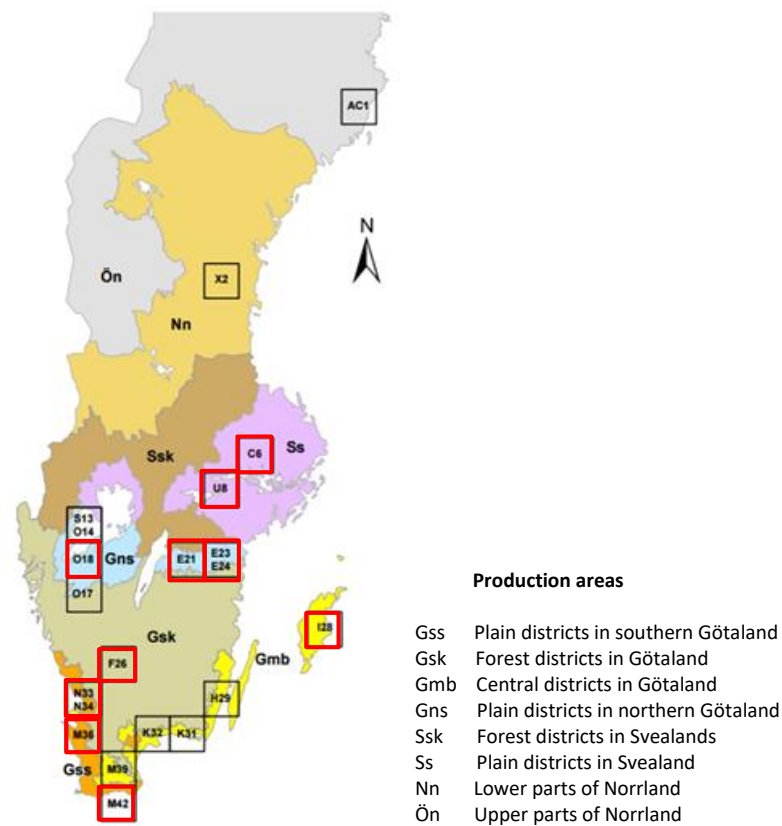 AC1
N
X2
Ön
Nn
Ssk
Ss
C6
U8
S13
O14
O18
Gns
E21
E23
E24
O17
I28
Gsk
Gmb
F26
H29
N33
N34
M36
K32
K31
Gss
M39
M42
Production areas
Gss Plain districts in southern Götaland
Gsk Forest districts in Götaland
Gmb Central districts in Götaland
Gns Plain districts in northern Götaland
Ssk Forest districts in Svealands
Ss Plain districts in Svealand
Nn Lower parts of Norrland
Ön Upper parts of Norrland